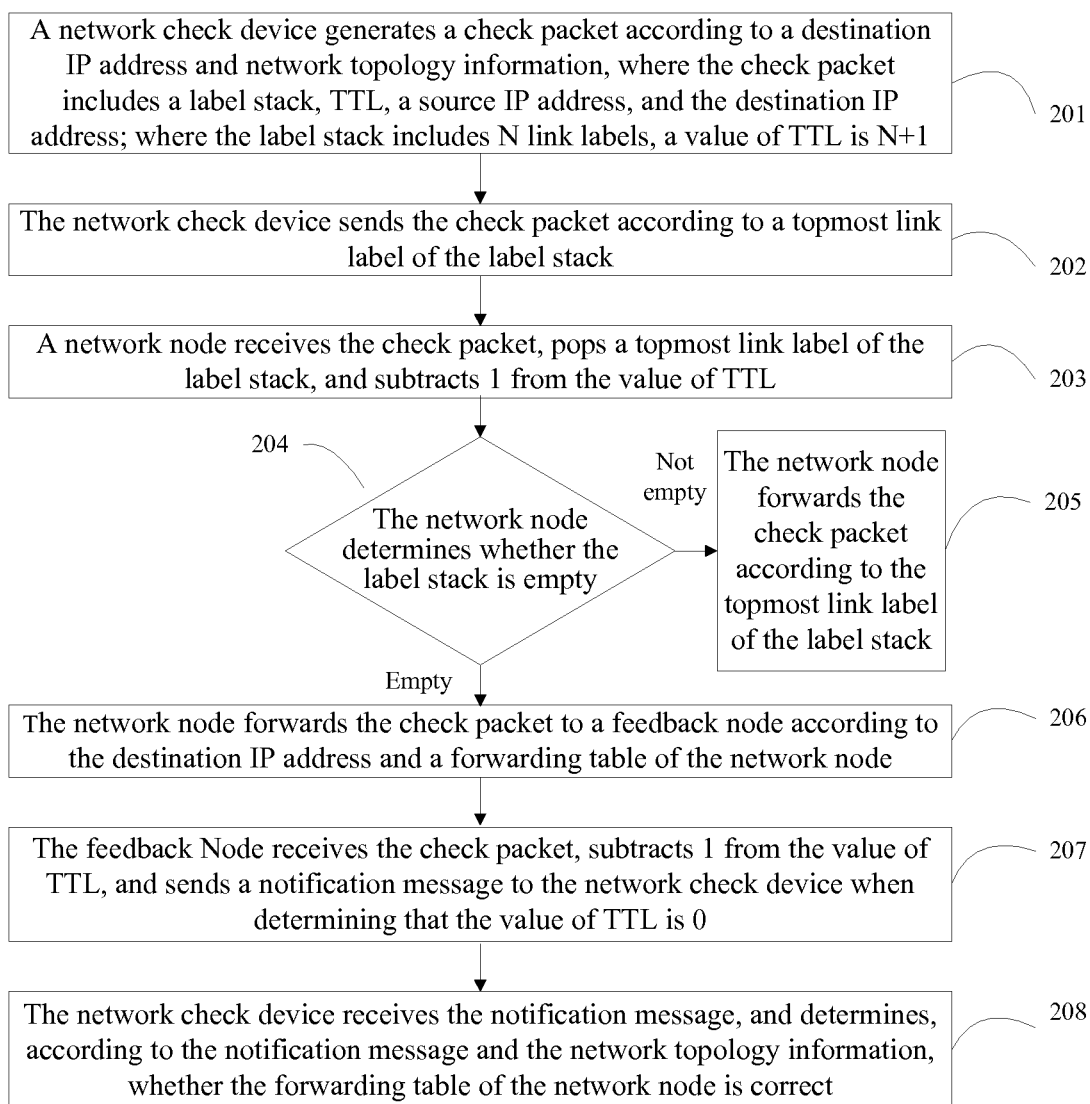 A network check device generates a check packet according to a destination
IP address and network topology information, where the check packet
includes a label stack, TTL, a source IP address, and the destination IP
address; where the label stack includes N link labels, a value of TTL is N+1
201
The network check device sends the check packet according to a topmost link
label of the label stack
202
A network node receives the check packet, pops a topmost link label of the
label stack, and subtracts 1 from the value of TTL
203
204
The network node
determines whether the
label stack is empty
Not
empty
The network node
forwards the
check packet
according to the
topmost link label
of the label stack
205
Empty
The network node forwards the check packet to a feedback node according to
the destination IP address and a forwarding table of the network node
206
The feedback Node receives the check packet, subtracts 1 from the value of
TTL, and sends a notification message to the network check device when
determining that the value of TTL is 0
207
The network check device receives the notification message, and determines,
according to the notification message and the network topology information,
whether the forwarding table of the network node is correct
208